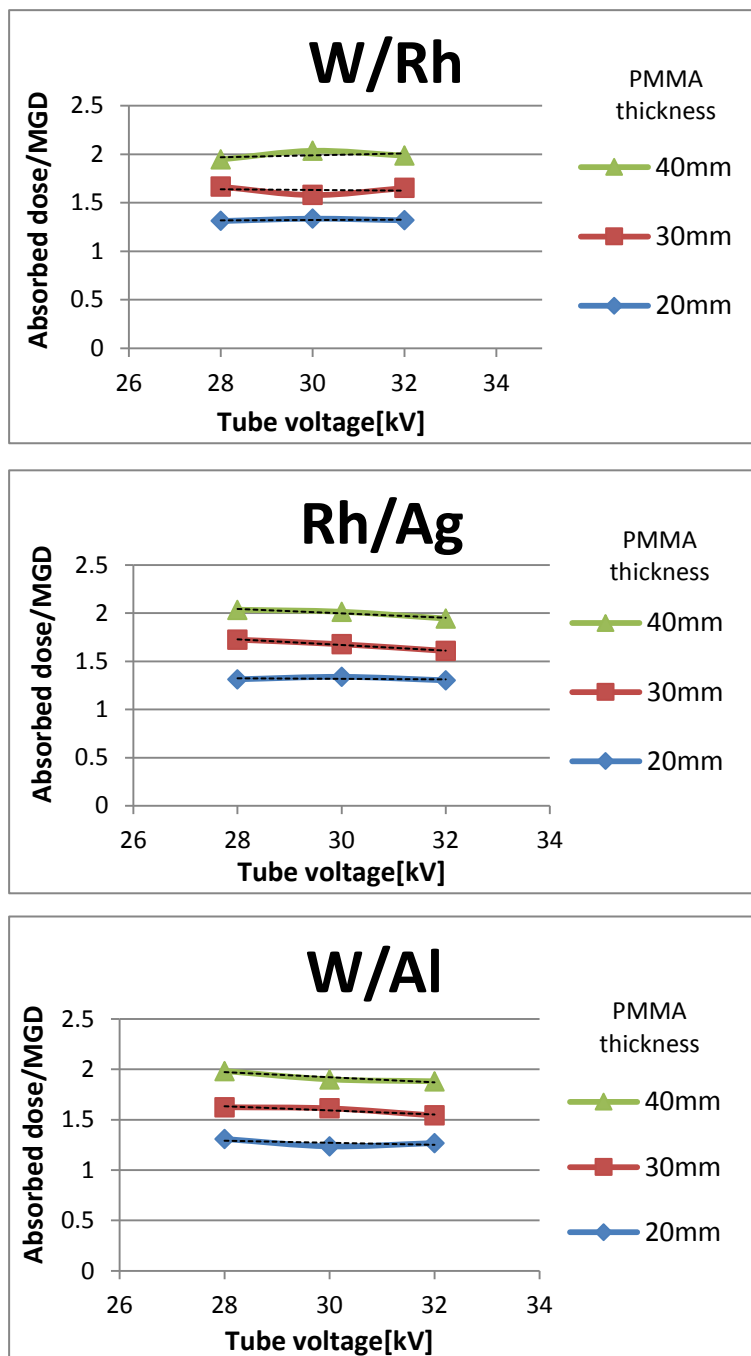 W/Rh
PMMA
thickness
Absorbed dose/MGD
2.5
2
1.5
1
0.5
0
26
28
30
32
34
Tube voltage[kV]
40mm
30mm
20mm
Rh/Ag
PMMA
thickness
Absorbed dose/MGD
2.5
2
1.5
1
0.5
0
26
28
30
32
34
Tube voltage[kV]
40mm
30mm
20mm
W/Al
PMMA
thickness
Absorbed dose/MGD
2.5
2
1.5
1
0.5
0
26
28
30
32
34
Tube voltage[kV]
40mm
30mm
20mm